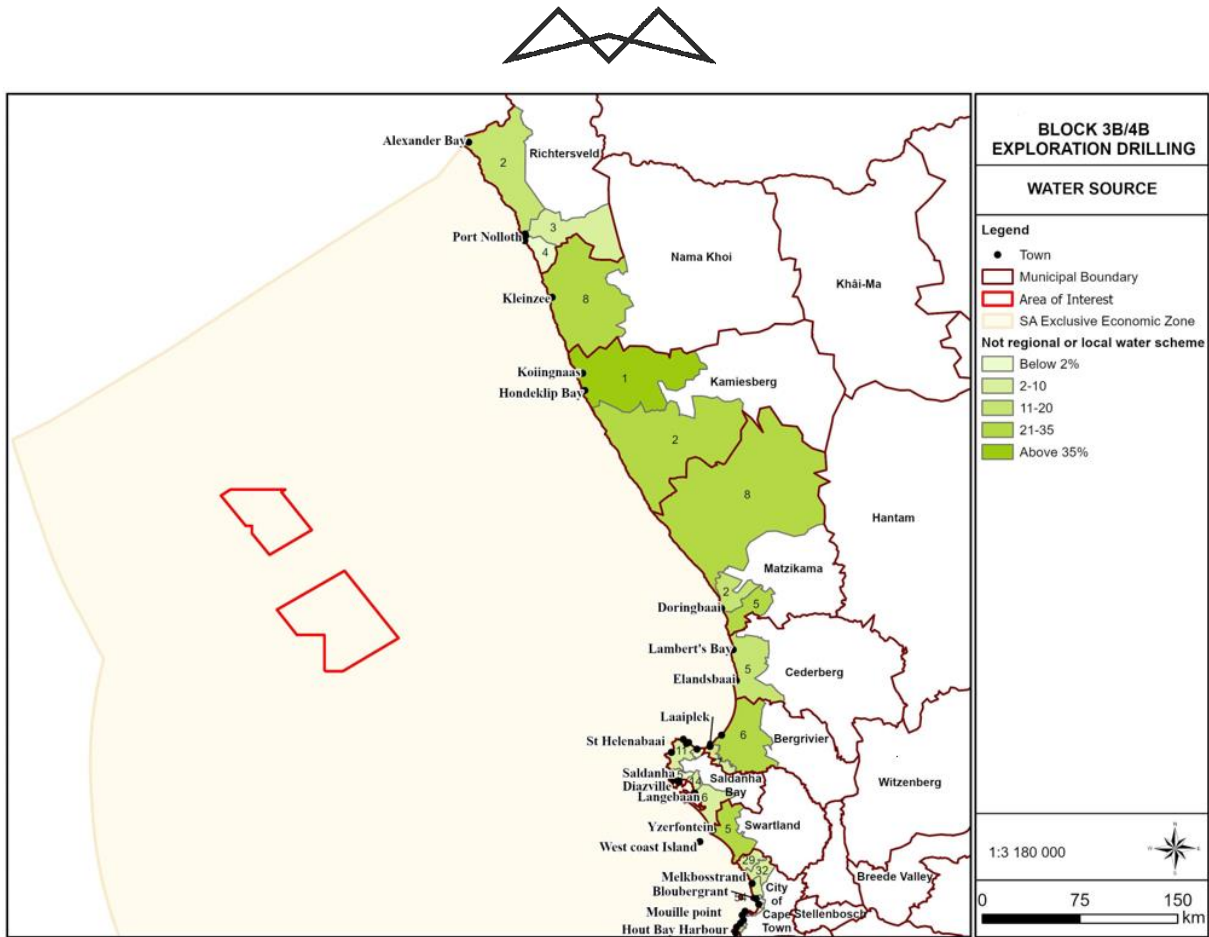 Alexander Bay
Richtersveld
2
3
Port Nolloth
4
Nama Khoi
Khâi-Ma
Kleinzee
8
Koiingnaas
1
Kamiesberg
Hondeklip Bay
2
8
Hantam
Matzikama
2
5
Doringbaai
Lambert's Bay
5
Cederberg
Elandsbaai
Laaiplek
6
Bergrivier
St Helenabaai
11
Witzenberg
Saldanha
Diazville
Langebaan
6
Saldanha
Bay
Yzerfontein
5
Swartland
West coast Island
29
32
Melkbosstrand
Bloubergrant
City
of
Cape
Town
Breede Valley
Mouille point
Stellenbosch
Hout Bay Harbour
BLOCK 3B/4B
EXPLORATION DRILLING
WATER SOURCE
Legend
Town
Municipal Boundary
Area of Interest
SA Exclusive Economic Zone
Not regional or local water scheme
Below 2%
2-10
11-20
21-35
Above 35%
1:3 180 000
0 75 150
km